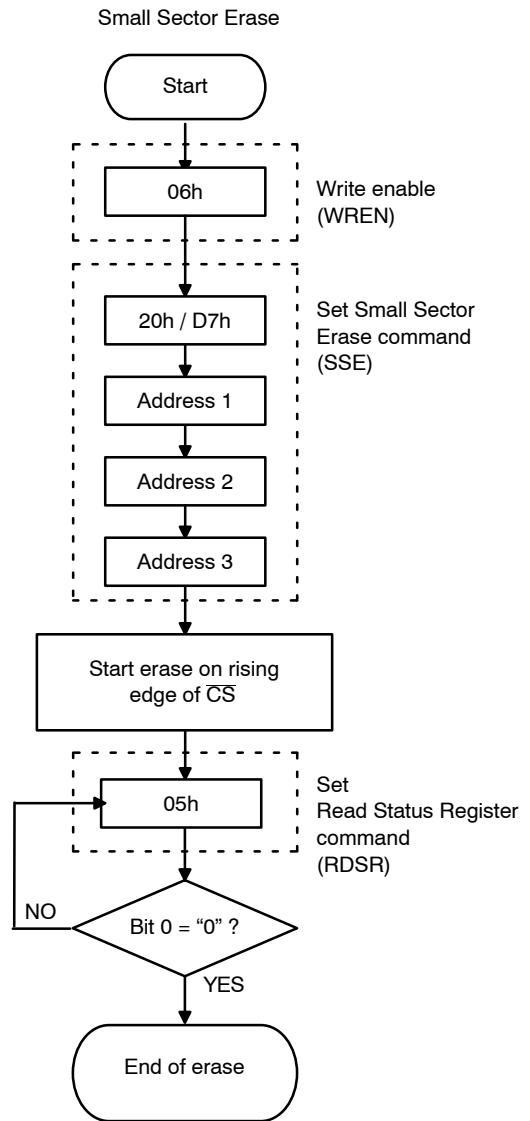 Small Sector Erase
Start
06h
Write enable
(WREN)
20h / D7h
Set Small Sector
Erase command
(SSE)
Address 1
Address 2
Address 3
Start erase on rising
edge of C̅S̅
05h
Set
Read Status Register
command
(RDSR)
NO
Bit 0 = “0” ?
YES
End of erase